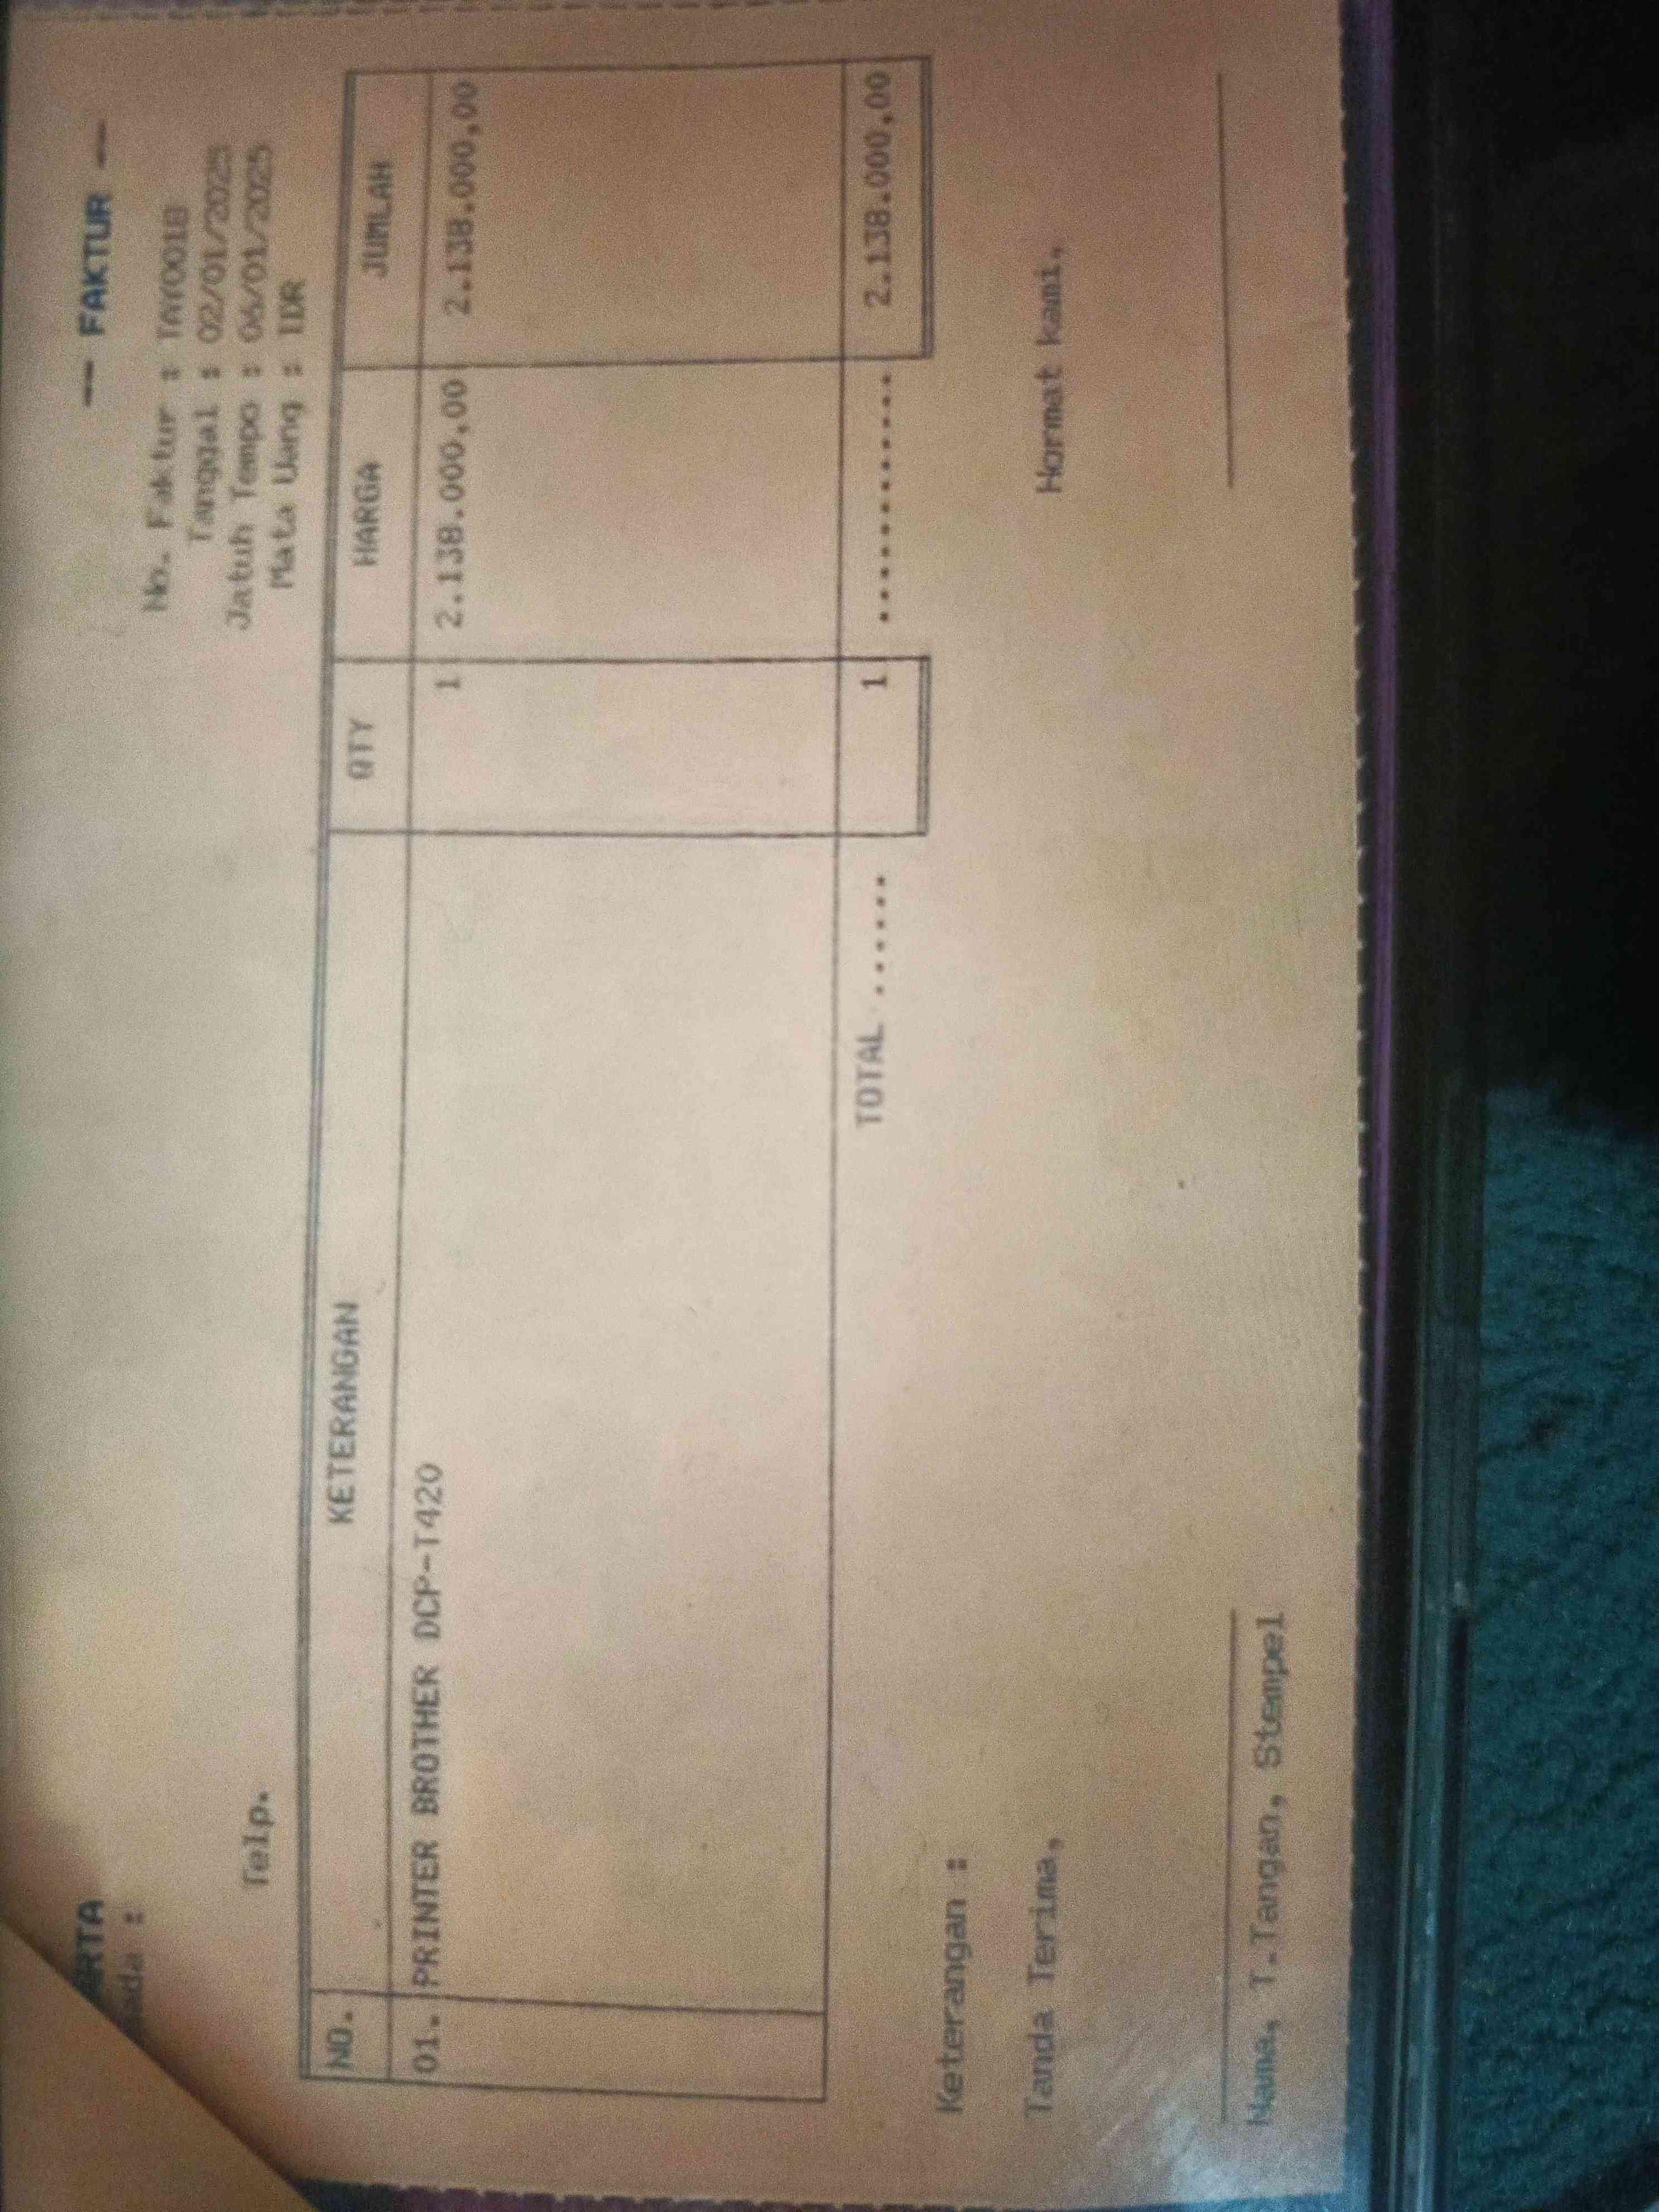 -- FAKTUR --
ARTA
No. Faktur :
ada :
Tanggal : 02/01/2025
Jatuh Tempo : 06/01/2025
Telp.
Mata Uang : IDR
NO. KETERANGAN QTY HARGA JUMLAH
01. PRINTER BROTHER DCP-T420 1 2.138.000,00 2.138.000,00
TOTAL ...... 1 ............ 2.138.000,00
Keterangan :
Tanda Terima, Hormat kami,
Nama, T.Tangan, Stempel